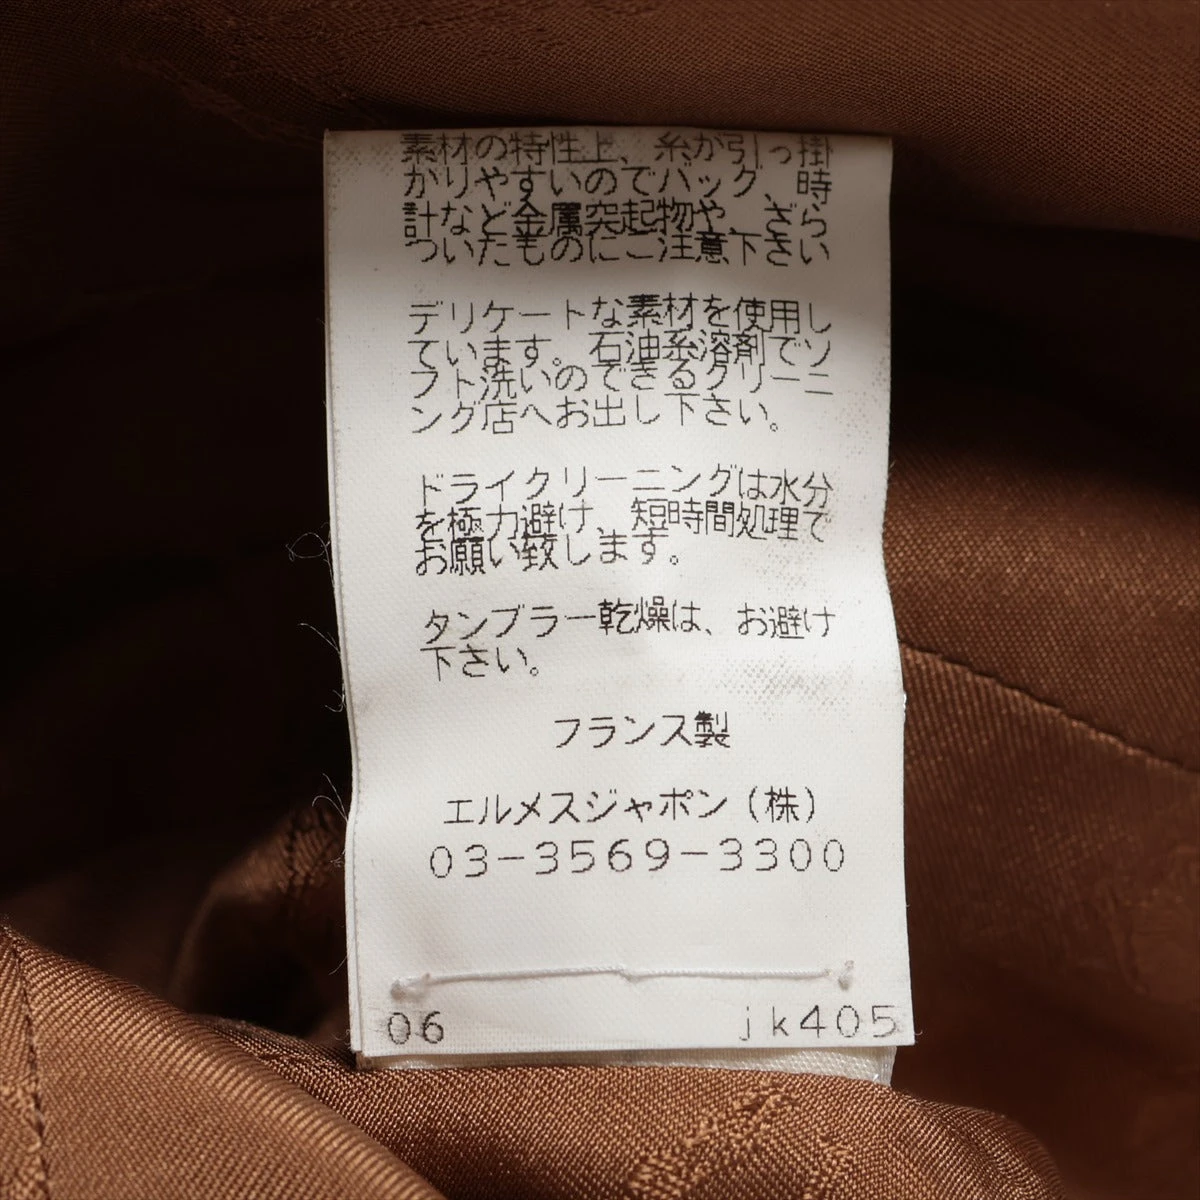 素材の特性上、糸が引っ掛
かりやすいのでバッグ、時
計など金属突起物や、ざら
ついたものにご注意下さい
デリケートな素材を使用し
ています。石油系溶剤でソ
フト洗いのできるクリーニ
ング店へお出し下さい。
ドライクリーニングは水分
を極力避け、短時間処理で
お願い致します。
タンブラー乾燥は、お避け
下さい。
フランス製
エルメスジャポン(株)
03-3569-3300
06 jk405